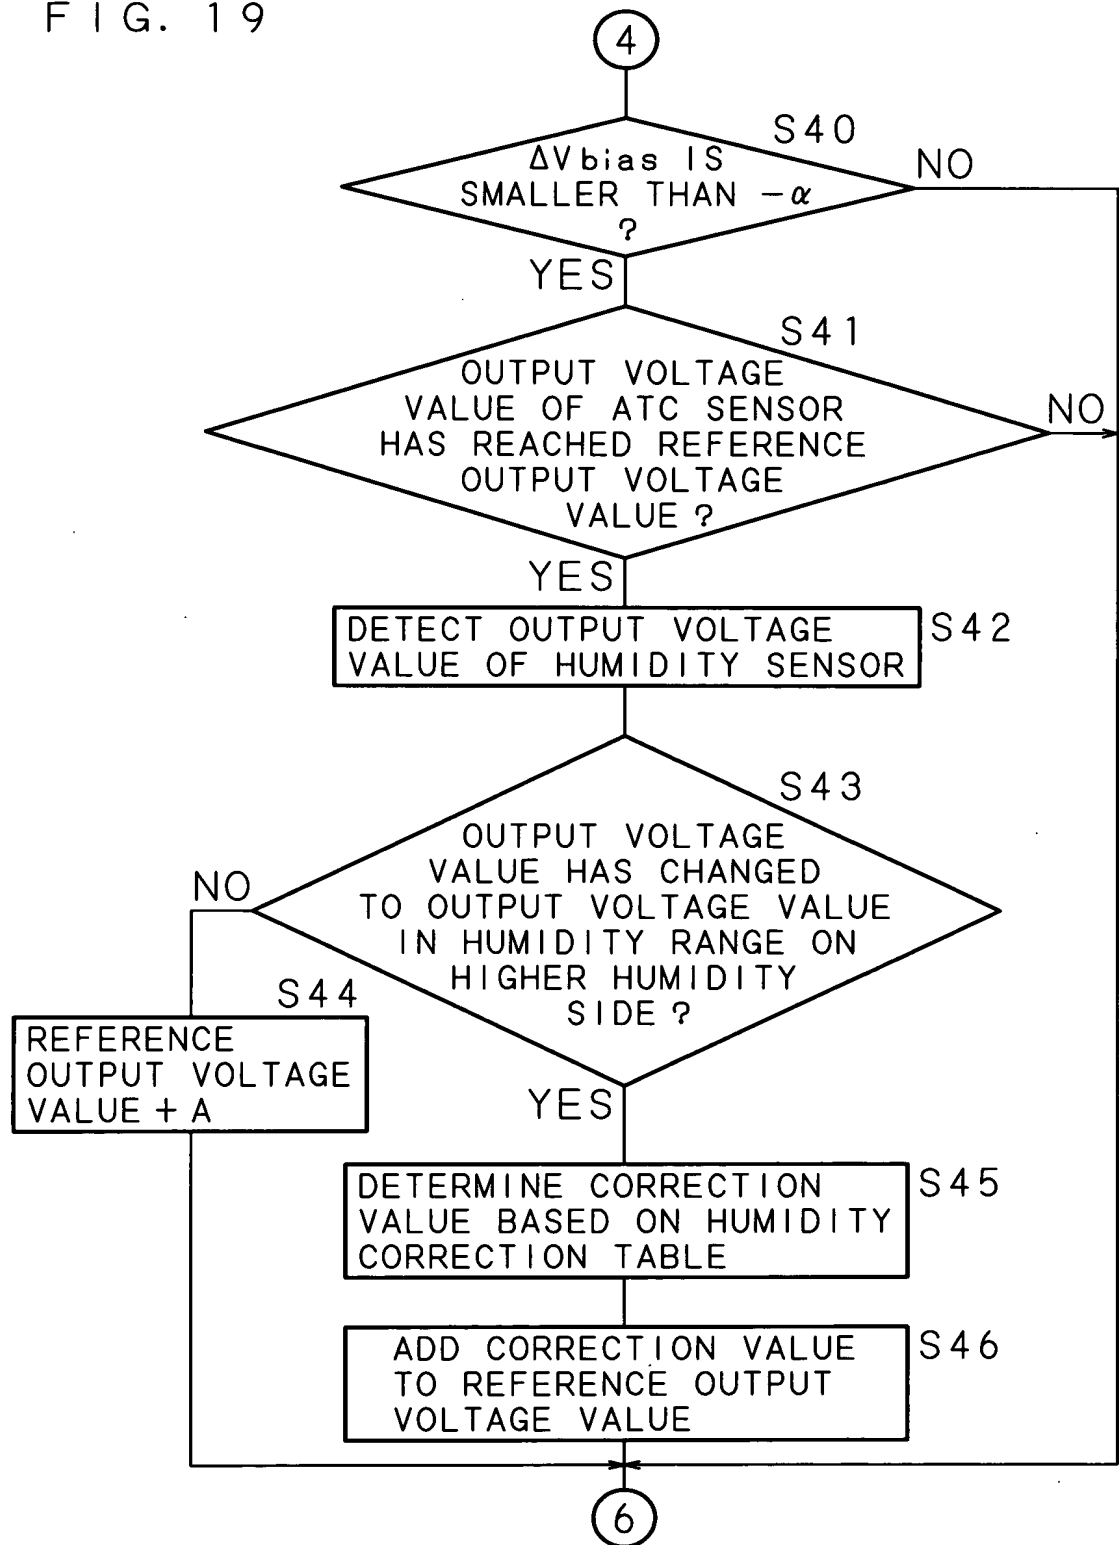 FIG. 19
4
S40
ΔVbias IS
SMALLER THAN -α
?
NO
YES
S41
OUTPUT VOLTAGE
VALUE OF ATC SENSOR
HAS REACHED REFERENCE
OUTPUT VOLTAGE
VALUE?
NO
YES
DETECT OUTPUT VOLTAGE
VALUE OF HUMIDITY SENSOR
S42
S43
OUTPUT VOLTAGE
VALUE HAS CHANGED
TO OUTPUT VOLTAGE VALUE
IN HUMIDITY RANGE ON
HIGHER HUMIDITY
SIDE?
NO
S44
REFERENCE
OUTPUT VOLTAGE
VALUE+A
YES
DETERMINE CORRECTION
VALUE BASED ON HUMIDITY
CORRECTION TABLE
S45
ADD CORRECTION VALUE
TO REFERENCE OUTPUT
VOLTAGE VALUE
S46
6